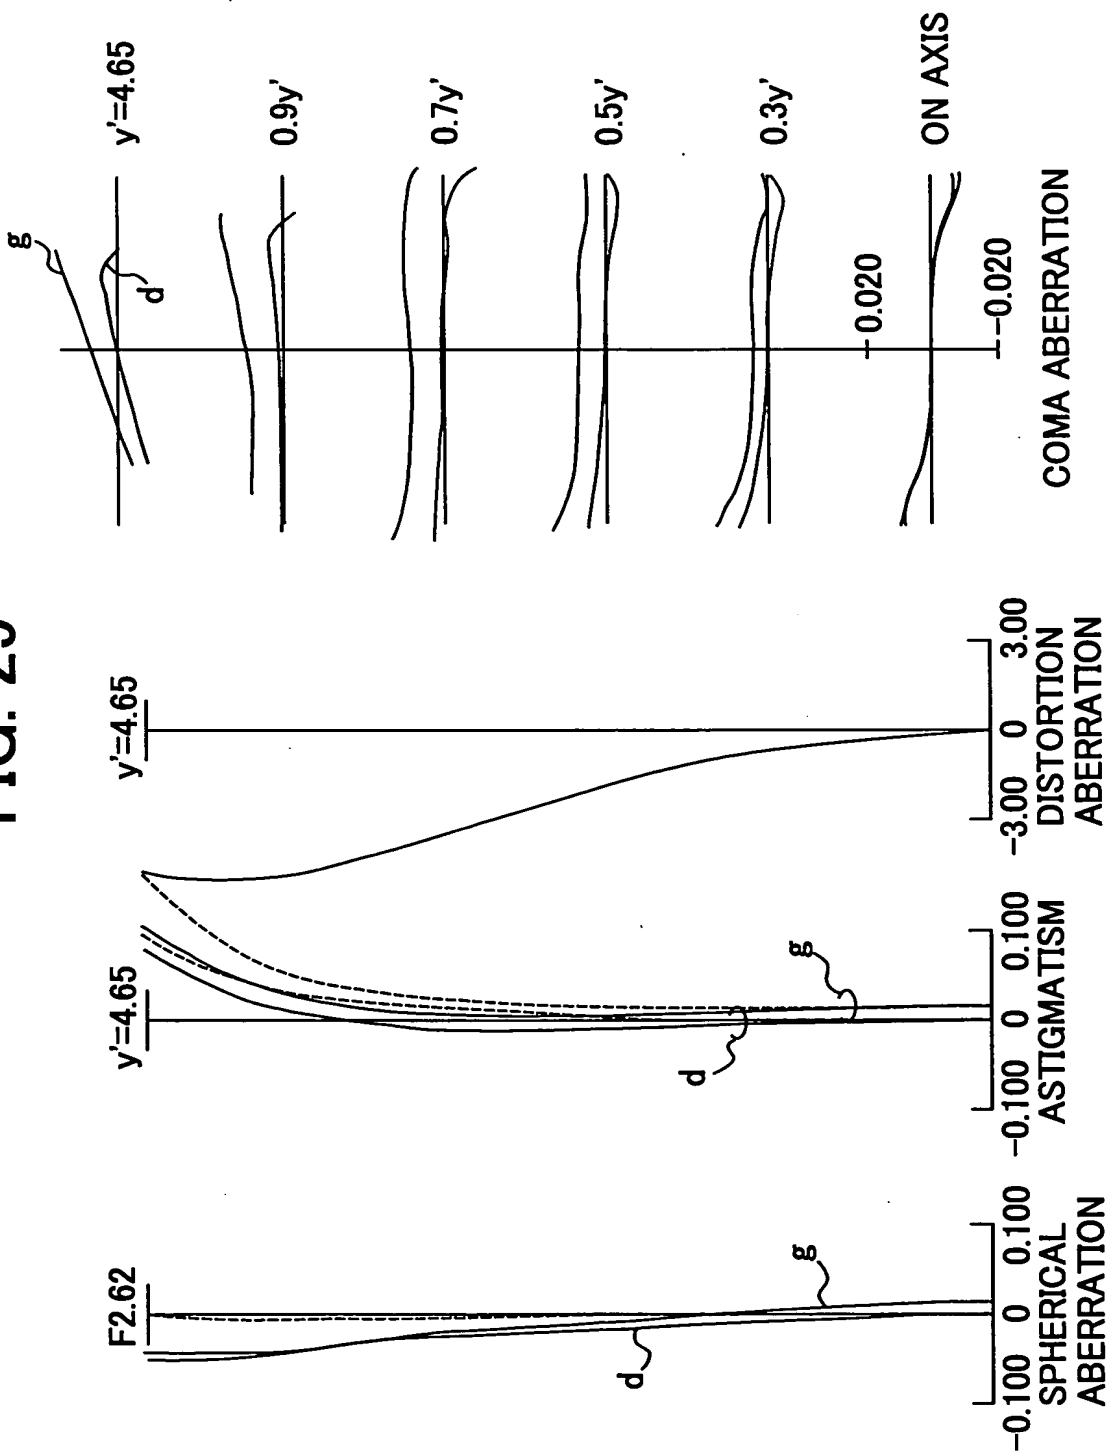 FIG.
F2.62
g
d
−0.100 0 0.100
SPHERICAL
ABERRATION
y'=4.65
g
d
−0.100 0 0.100
ASTIGMATISM
y'=4.65
−3.00 0 3.00
DISTORTION
ABERRATION
g
d
y'=4.65
0.9y'
0.7y'
0.5y'
0.3y'
0.020
ON AXIS
−0.020
COMA ABERRATION